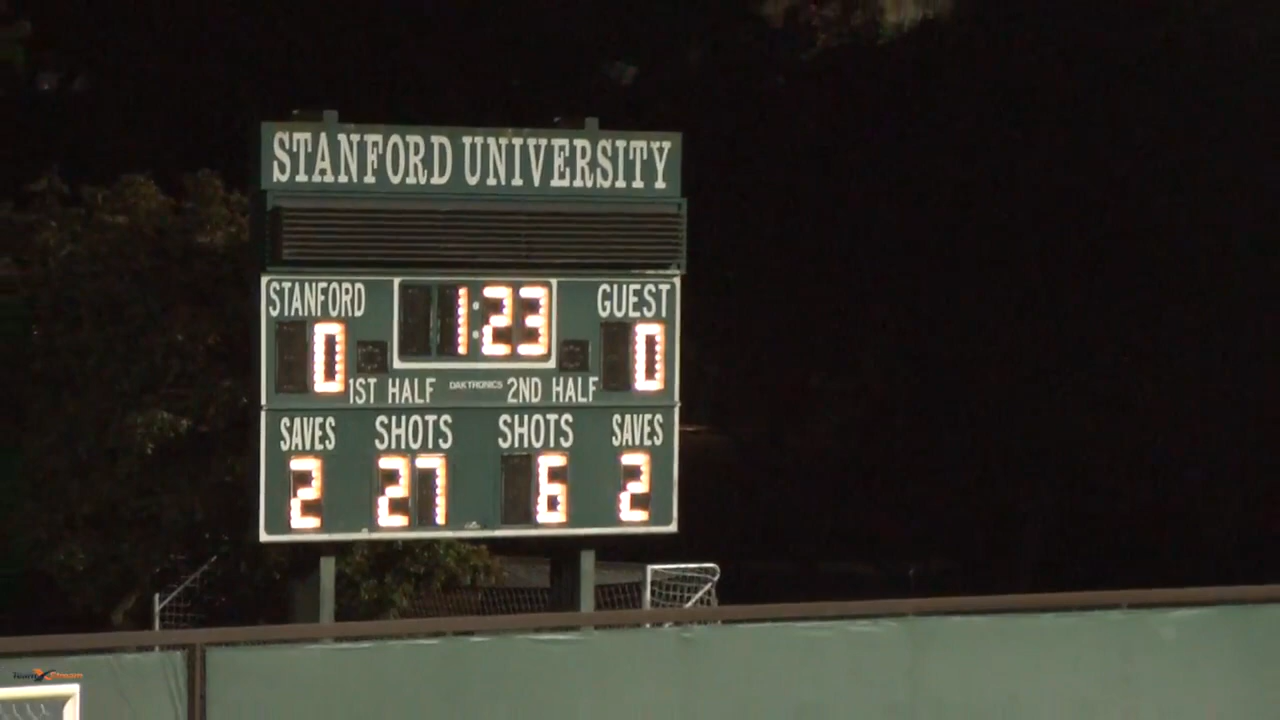 STANFORD UNIVERSITY
STANFORD 1:23 GUEST
0 0
1ST HALF DAKTRONICS 2ND HALF
SAVES SHOTS SHOTS SAVES
2 27 6 2